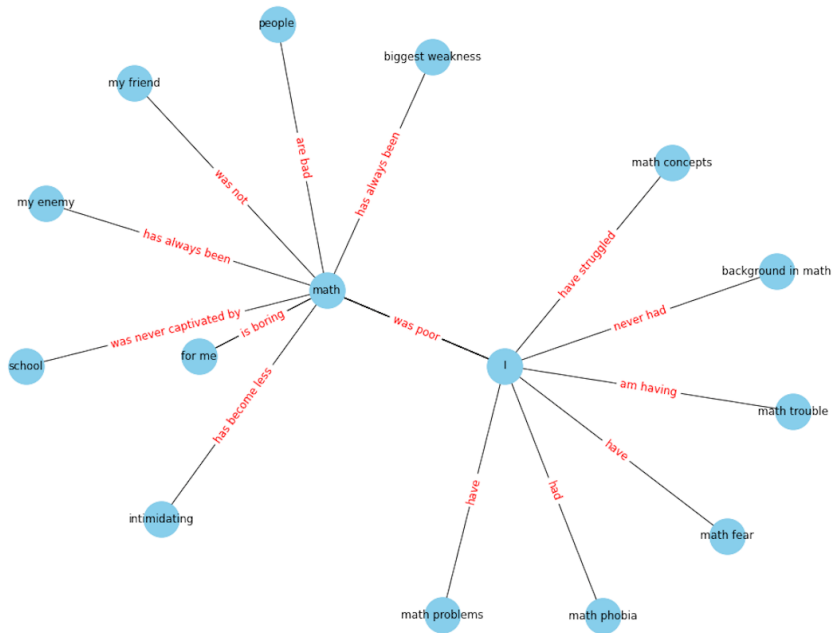 people
biggest weakness
my friend
are bad
has always been
math concepts
was not
my enemy
has always been
have struggled
background in math
math
never had
was never captivated by
is boring
was poor
for me
school
I
am having
math trouble
has become less
have
have
had
intimidating
math fear
math problems
math phobia